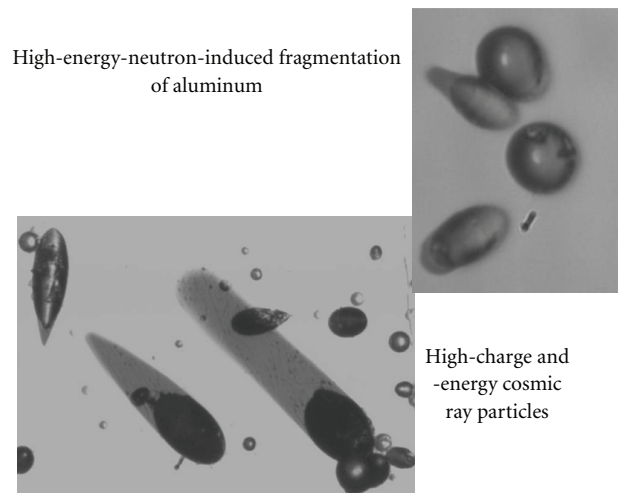 High-energy-neutron-induced fragmentation
of aluminum
High-charge and
-energy cosmic
ray particles